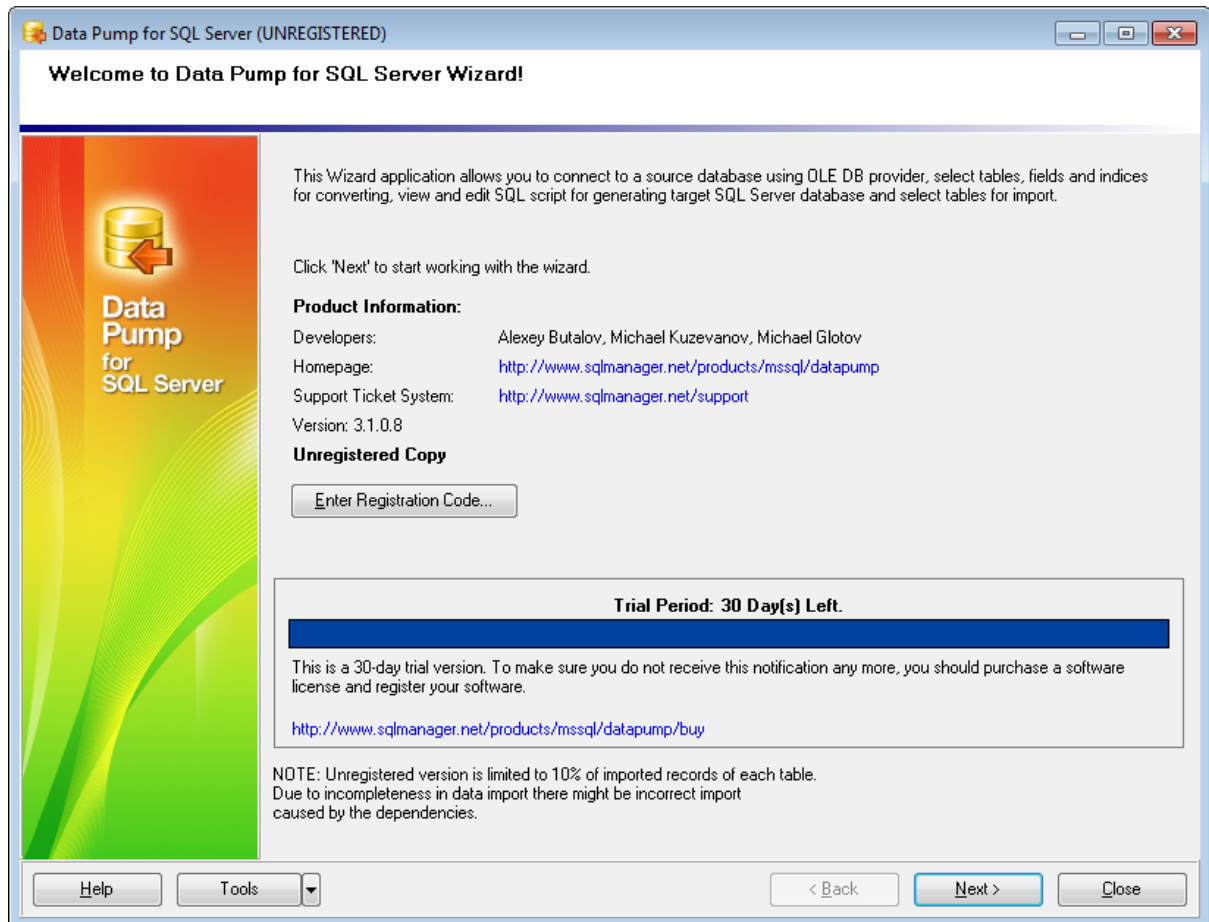 Data Pump for SQL Server (UNREGISTERED)
Welcome to Data Pump for SQL Server Wizard!
Data
Pump
for
SQL Server
This Wizard application allows you to connect to a source database using OLE DB provider, select tables, fields and indices
for converting, view and edit SQL script for generating target SQL Server database and select tables for import.
Click 'Next' to start working with the wizard.
Product Information:
Developers: Alexey Butalov, Michael Kuzevanov, Michael Glotov
Homepage: http://www.sqlmanager.net/products/mssql/datapump
Support Ticket System: http://www.sqlmanager.net/support
Version: 3.1.0.8
Unregistered Copy
Enter Registration Code...
Trial Period: 30 Day(s) Left.
This is a 30-day trial version. To make sure you do not receive this notification any more, you should purchase a software
license and register your software.
http://www.sqlmanager.net/products/mssql/datapump/buy
NOTE: Unregistered version is limited to 10% of imported records of each table.
Due to incompleteness in data import there might be incorrect import
caused by the dependencies.
Help Tools < Back Next > Close